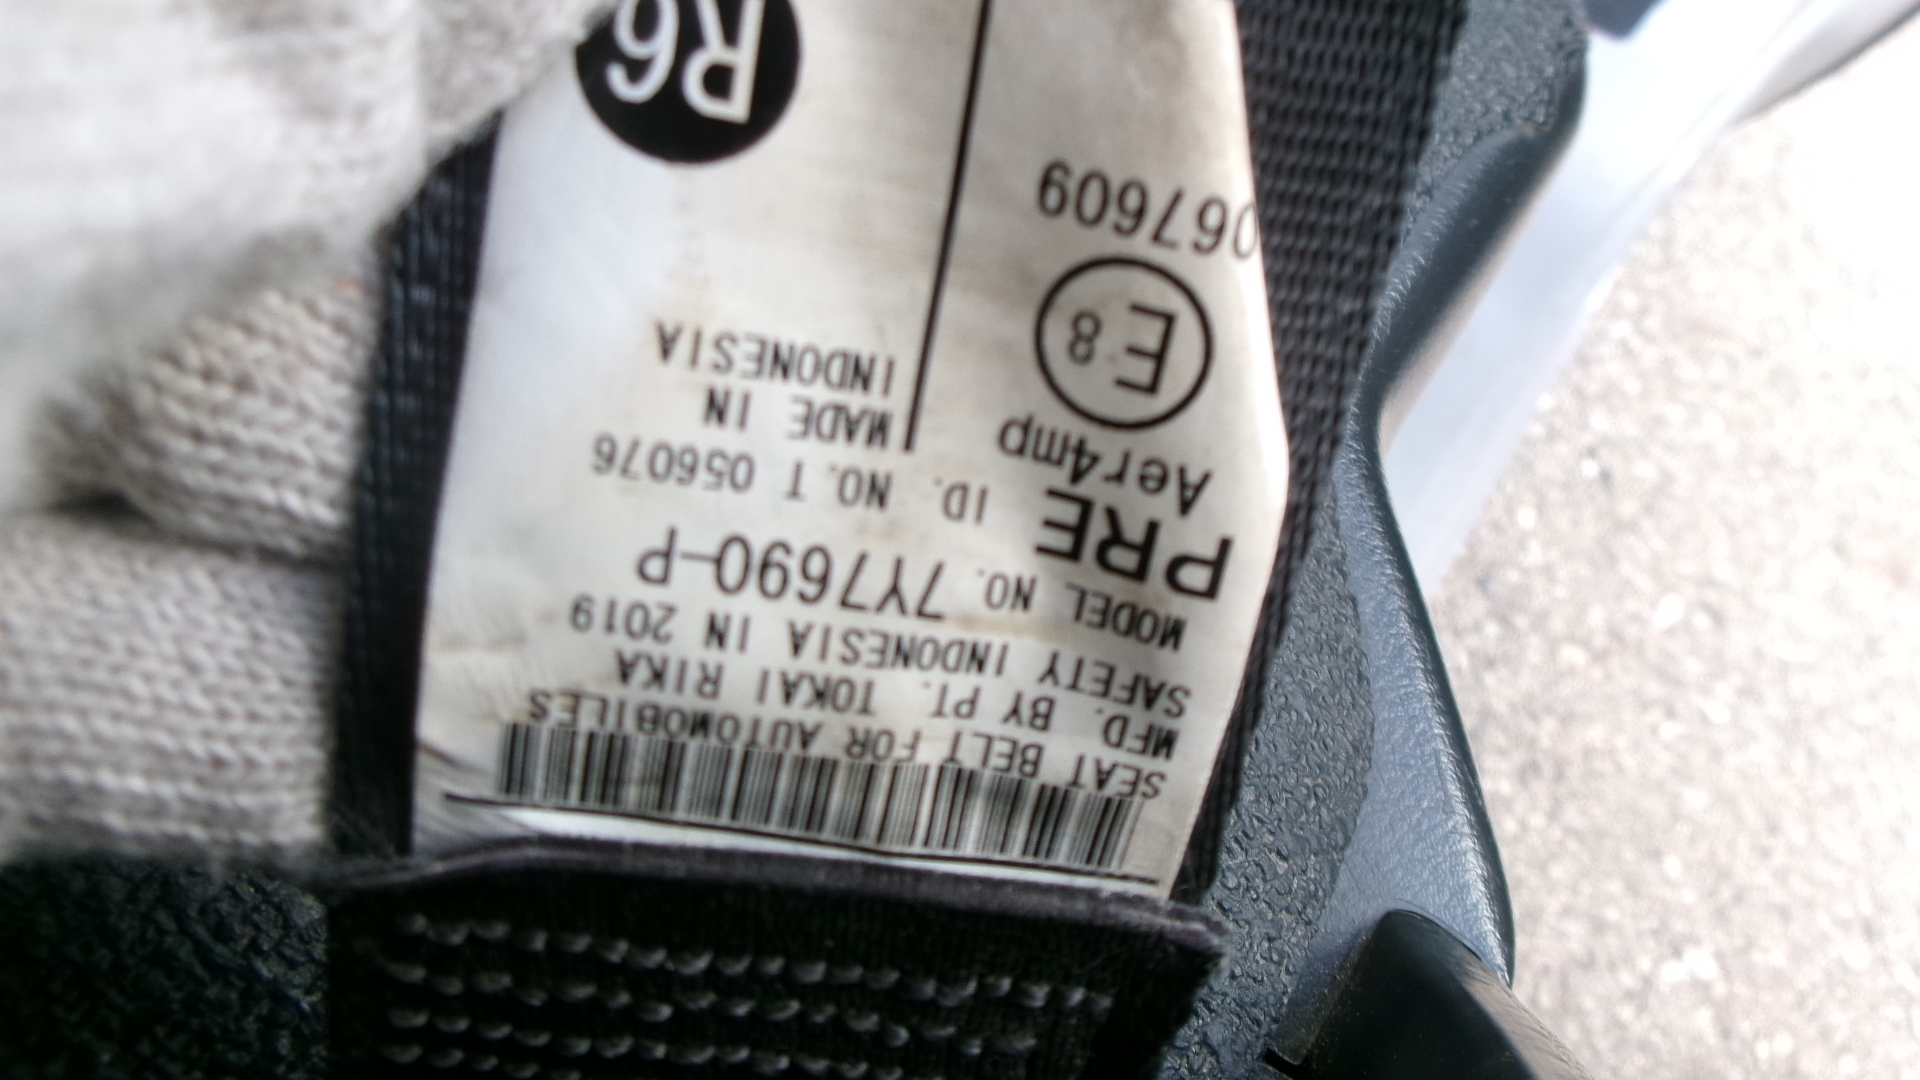 SEAT BELT FOR AUTOMOBILES
MFD. BY PT. TOKAI RIKA
SAFETY INDONESIA IN 2019
MODEL NO. 7Y7690-P
PRE ID. NO. T 056076
Aer4mp
MADE IN
INDONESIA
E8
067609
R6